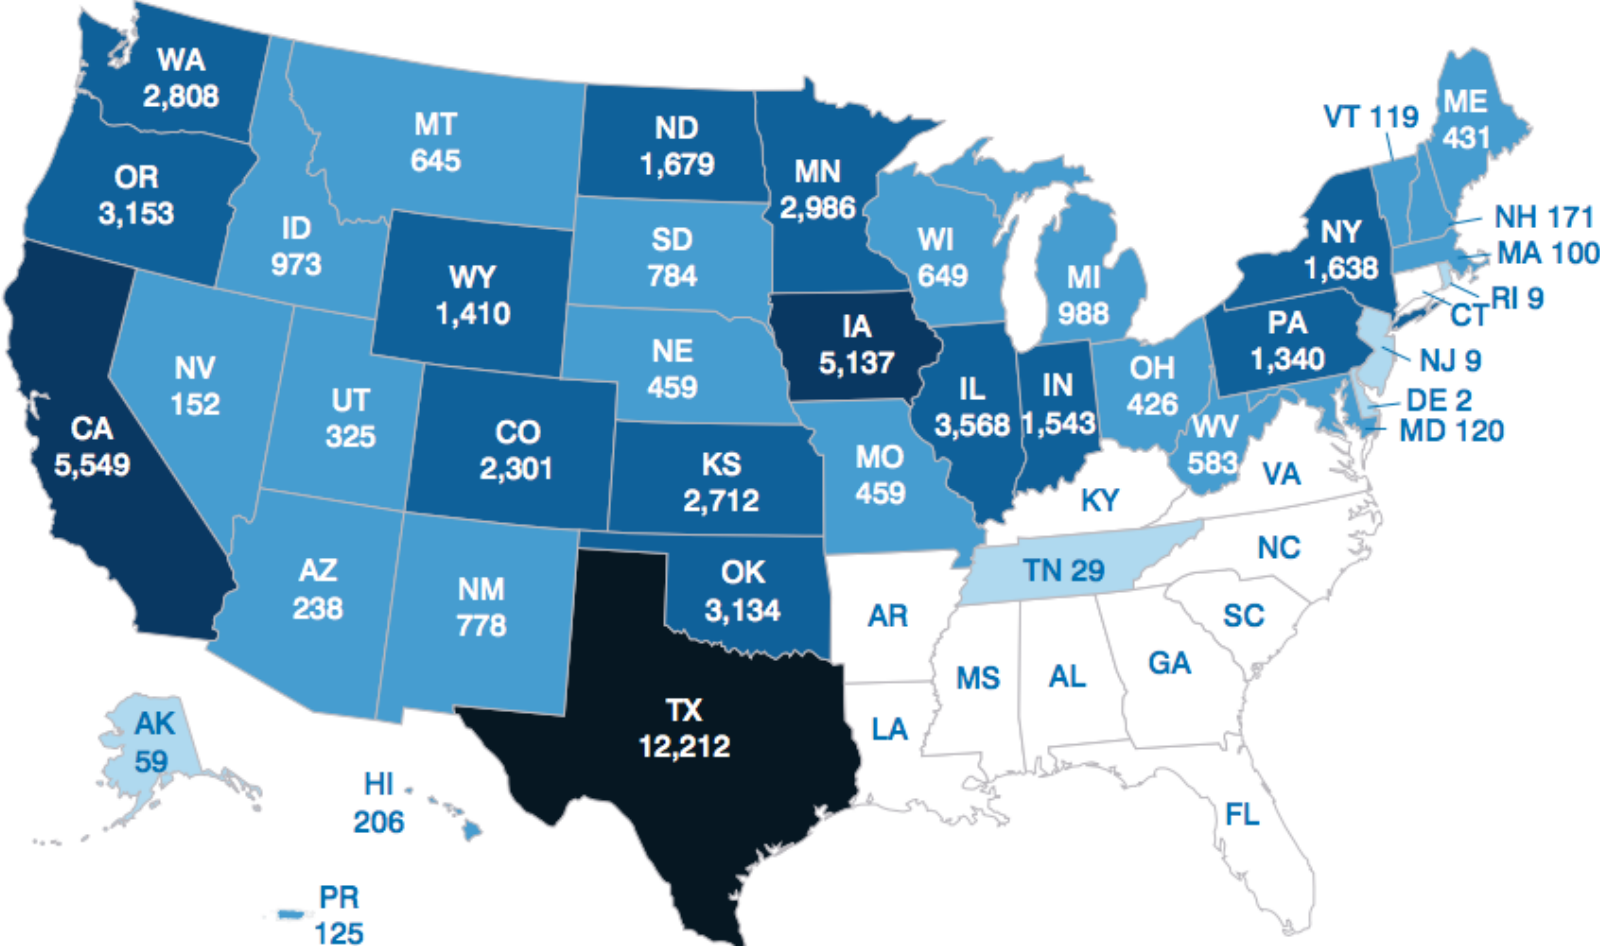 WA
2,808
OR
3,153
CA
5,549
ID
973
NV
152
MT
645
WY
1,410
UT
325
CO
2,301
AZ
238
NM
778
ND
1,679
SD
784
NE
459
KS
2,712
OK
3,134
TX
12,212
MN
2,986
IA
5,137
MO
459
AR
LA
WI
649
IL
3,568
MI
988
IN
1,543
OH
426
KY
TN 29
MS
AL
GA
FL
SC
NC
VA
WV
583
PA
1,340
NY
1,638
VT 119
ME
431
NH 171
MA 100
RI 9
CT
NJ 9
DE 2
MD 120
AK
59
HI
206
PR
125